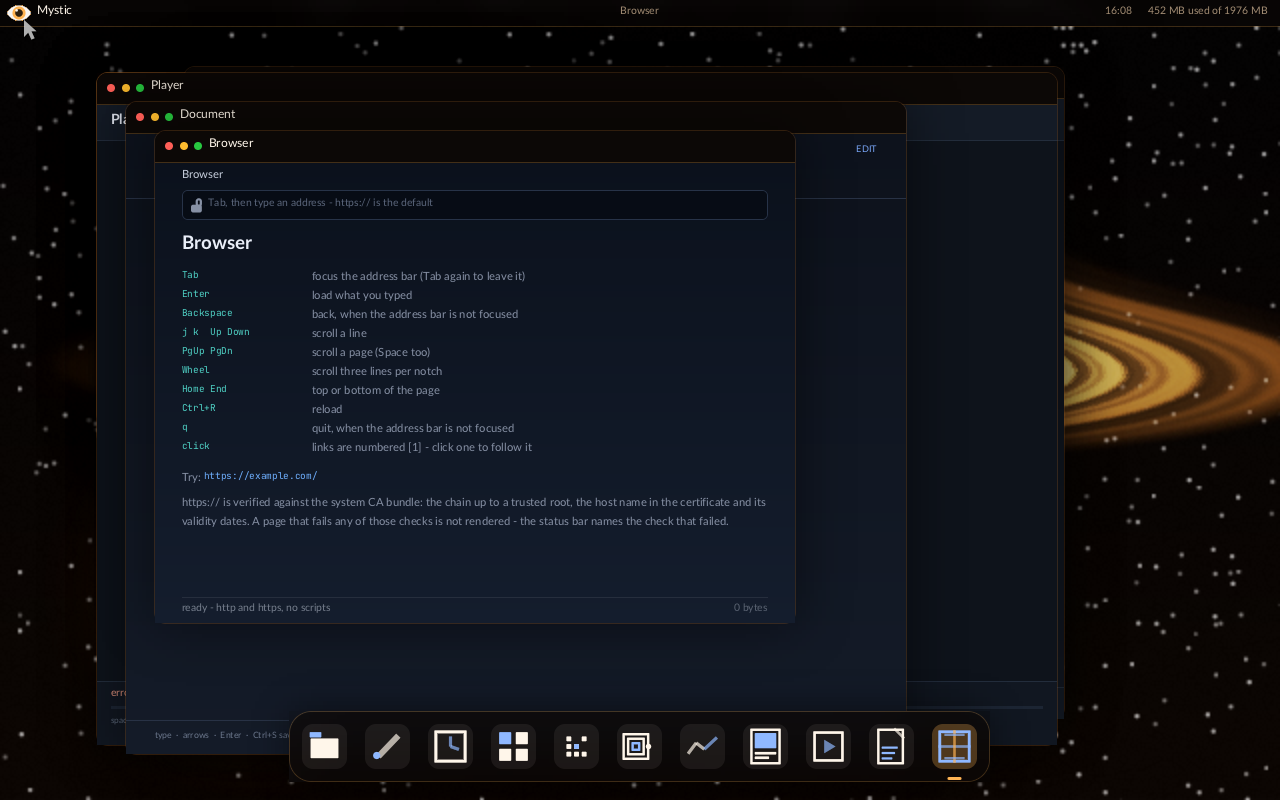 Mystic
Browser
16:08 452 MB used of 1976 MB
Player
Document
Browser
EDIT
Browser
Tab, then type an address - https:// is the default
Browser
Tab focus the address bar (Tab again to leave it)
Enter load what you typed
Backspace back, when the address bar is not focused
j k Up Down scroll a line
PgUp PgDn scroll a page (Space too)
Wheel scroll three lines per notch
Home End top or bottom of the page
Ctrl+R reload
q quit, when the address bar is not focused
click links are numbered [1] - click one to follow it
Try: https://example.com/
https:// is verified against the system CA bundle: the chain up to a trusted root, the host name in the certificate and its
validity dates. A page that fails any of those checks is not rendered - the status bar names the check that failed.
ready - http and https, no scripts 0 bytes
type · arrows · Enter · Ctrl+S